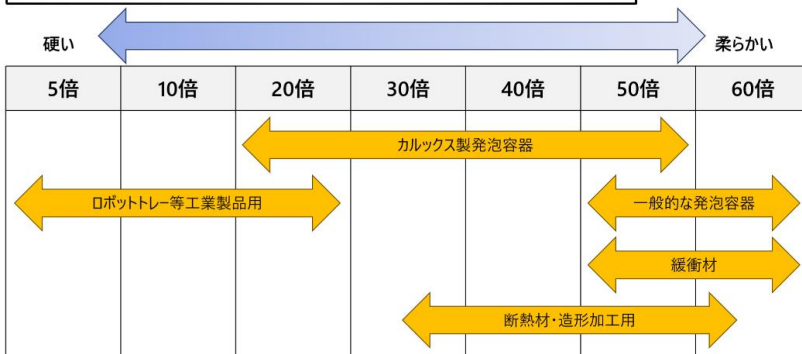 硬い
柔らかい
5倍 10倍 20倍 30倍 40倍 50倍 60倍
カルックス製発泡容器
ロボットトレー等工業製品用
一般的な発泡容器
緩衝材
断熱材・造形加工用